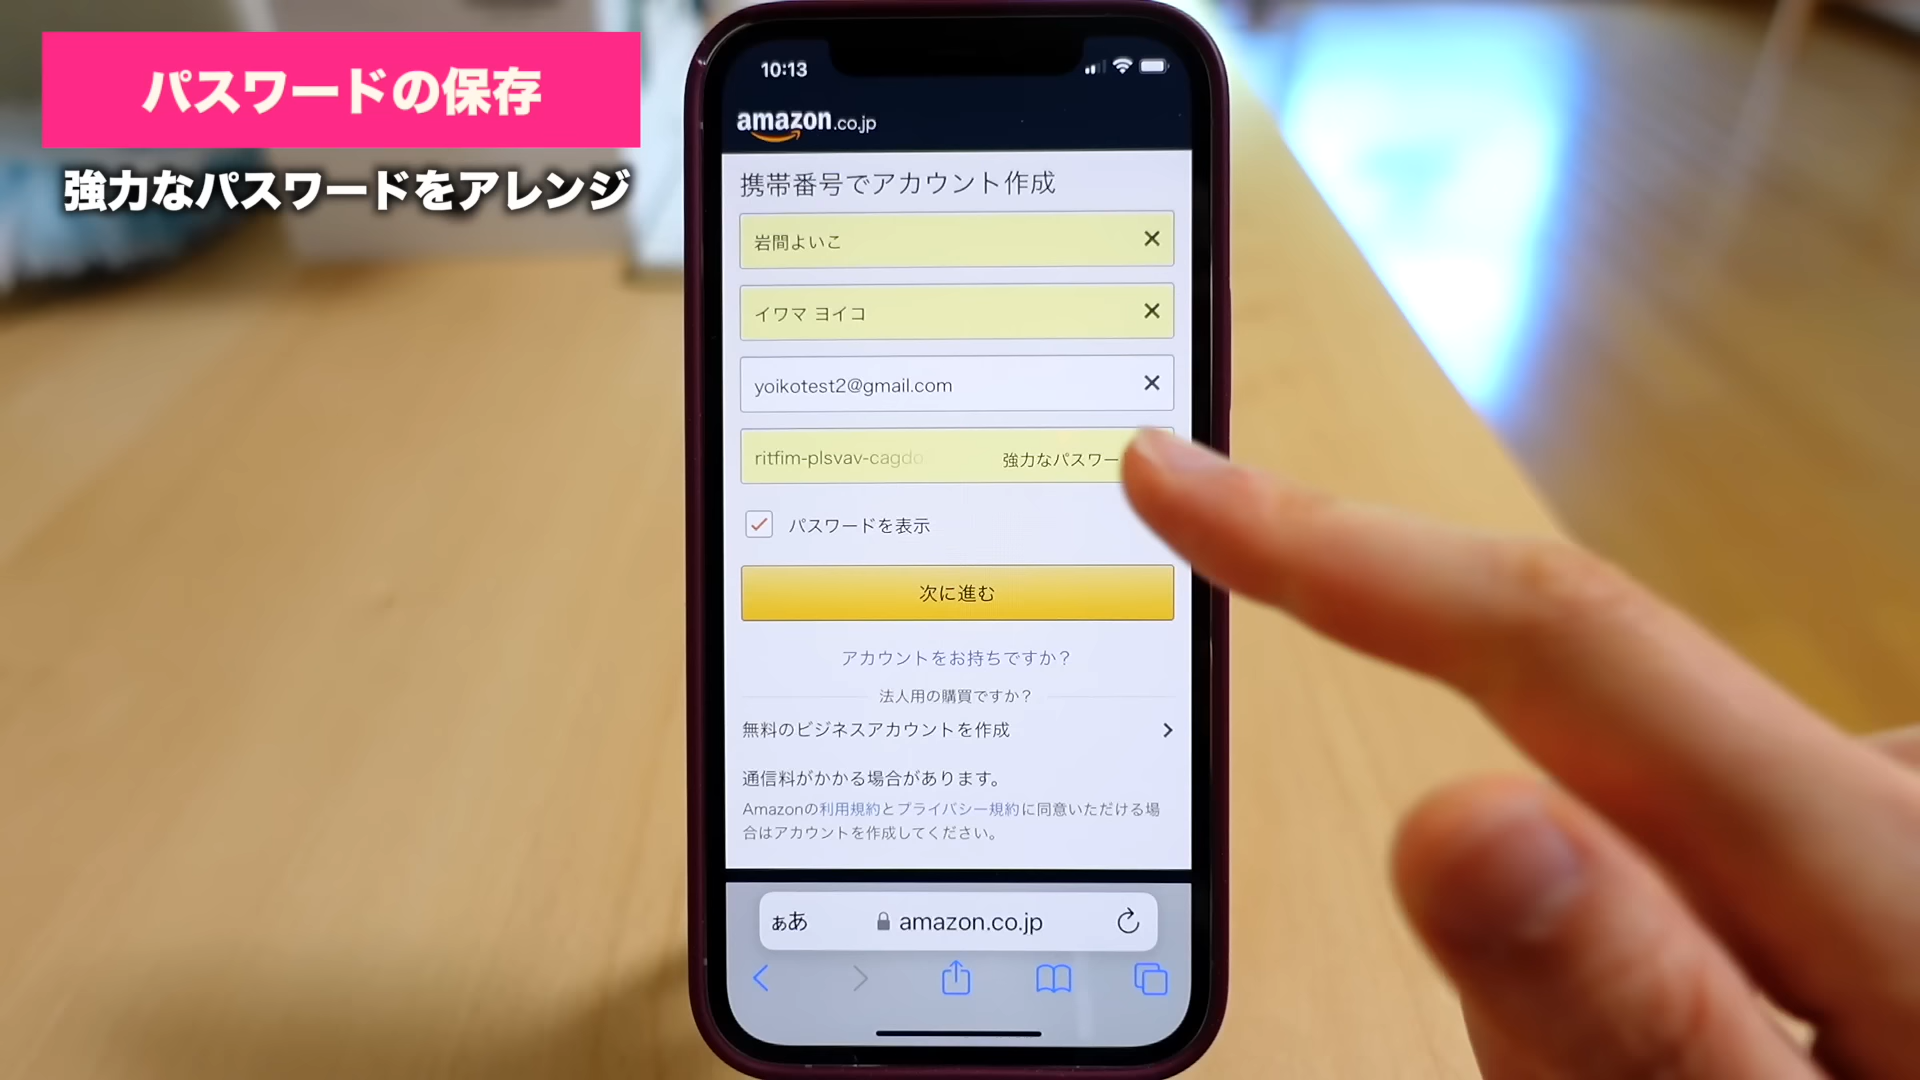 パスワードの保存
強力なパスワードをアレンジ
10:13
amazon.co.jp
携帯番号でアカウント作成
岩間よいこ
イワマ ヨイコ
yoikotest2@gmail.com
ritfim-plsvav-cagdo 強力なパスワー
パスワードを表示
次に進む
アカウントをお持ちですか？
法人用の購買ですか？
無料のビジネスアカウントを作成
通信料がかかる場合があります。
Amazonの利用規約とプライバシー規約に同意いただける場
合はアカウントを作成してください。
ぁあ amazon.co.jp